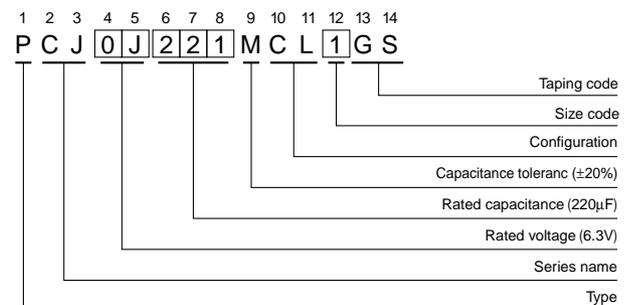 1 2 3 4 5 6 7 8 9 10 11 12 13 14
P C J 0 J 2 2 1 M C L 1 G S
Taping code
Size code
Configuration
Capacitance toleranc (±20%)
Rated capacitance (220μF)
Rated voltage (6.3V)
Series name
Type